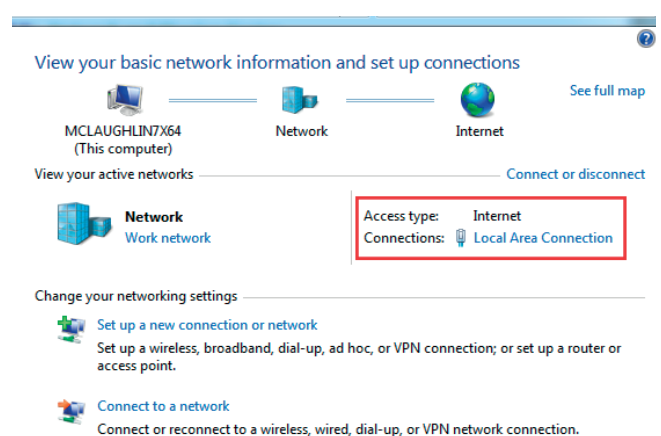 View your basic network information and set up connections
See full map
MCLAUGHLIN7X64
(This computer)
Network
Internet
View your active networks
Connect or disconnect
Network
Work network
Access type: Internet
Connections: Local Area Connection
Change your networking settings
Set up a new connection or network
Set up a wireless, broadband, dial-up, ad hoc, or VPN connection; or set up a router or
access point.
Connect to a network
Connect or reconnect to a wireless, wired, dial-up, or VPN network connection.